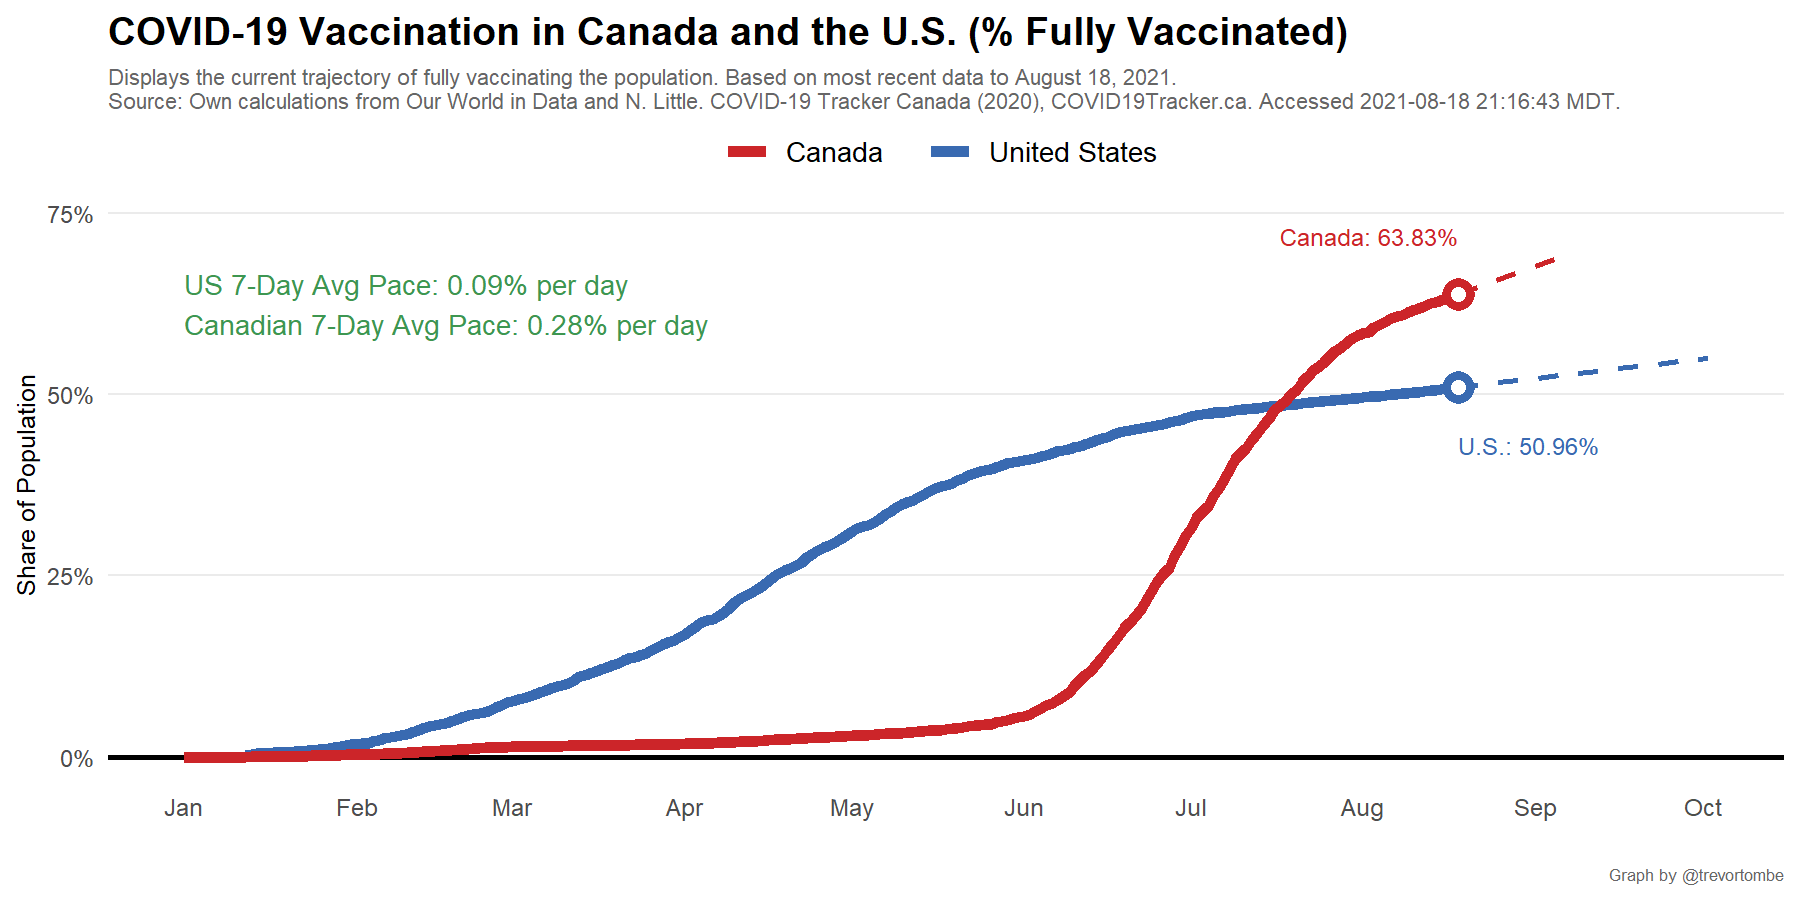 COVID-19 Vaccination in Canada and the U.S. (% Fully Vaccinated)
Displays the current trajectory of fully vaccinating the population. Based on most recent data to August 18, 2021.
Source: Own calculations from Our World in Data and N. Little. COVID-19 Tracker Canada (2020), COVID19Tracker.ca. Accessed 2021-08-18 21:16:43 MDT.
Canada
United States
75%
Canada: 63.83%
US 7-Day Avg Pace: 0.09% per day
Canadian 7-Day Avg Pace: 0.28% per day
50%
U.S.: 50.96%
Share of Population
25%
0%
Jan Feb Mar Apr May Jun Jul Aug Sep Oct
Graph by @trevortombe